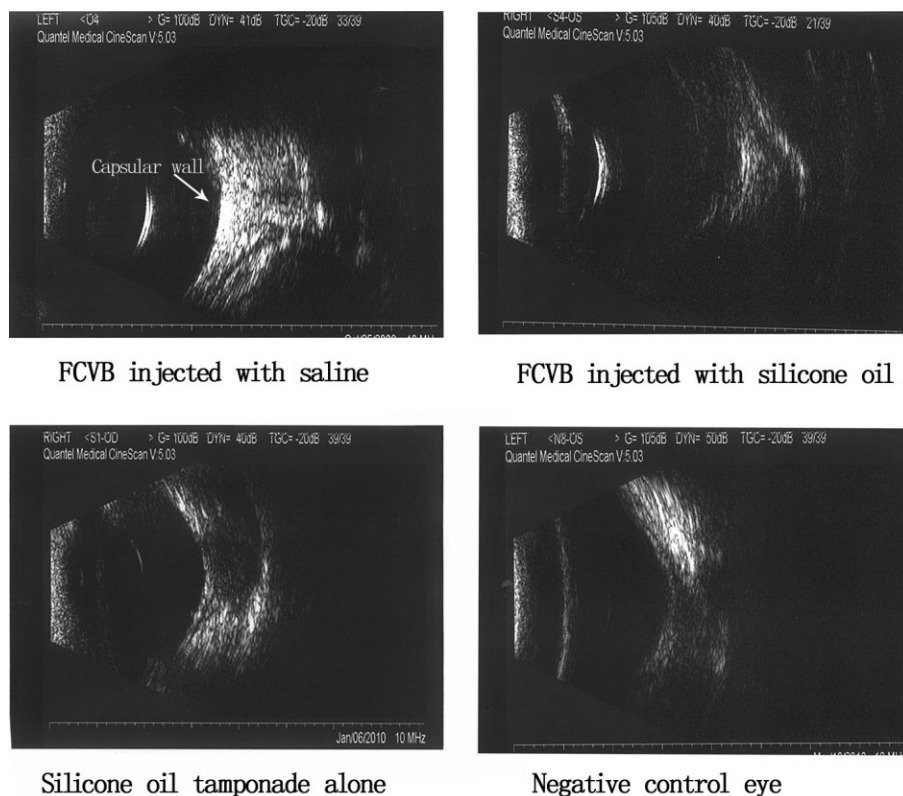 LEFT <O4 > G= 100dB DYN= 41dB TGC= -20dB 33/39
Quantel Medical CineScan V:5.03
Capsular wall
FCVB injected with saline
RIGHT <S4-OS > G= 105dB DYN= 40dB TGC= -20dB 21/39
Quantel Medical CineScan V:5.03
FCVB injected with silicone oil
RIGHT <S1-OD > G= 100dB DYN= 40dB TGC= -20dB 39/39
Quantel Medical CineScan V:5.03
Jan/06/2010 10 MHz
Silicone oil tamponade alone
LEFT <N8-OS > G= 105dB DYN= 50dB TGC= -20dB 39/39
Quantel Medical CineScan V:5.03
Negative control eye